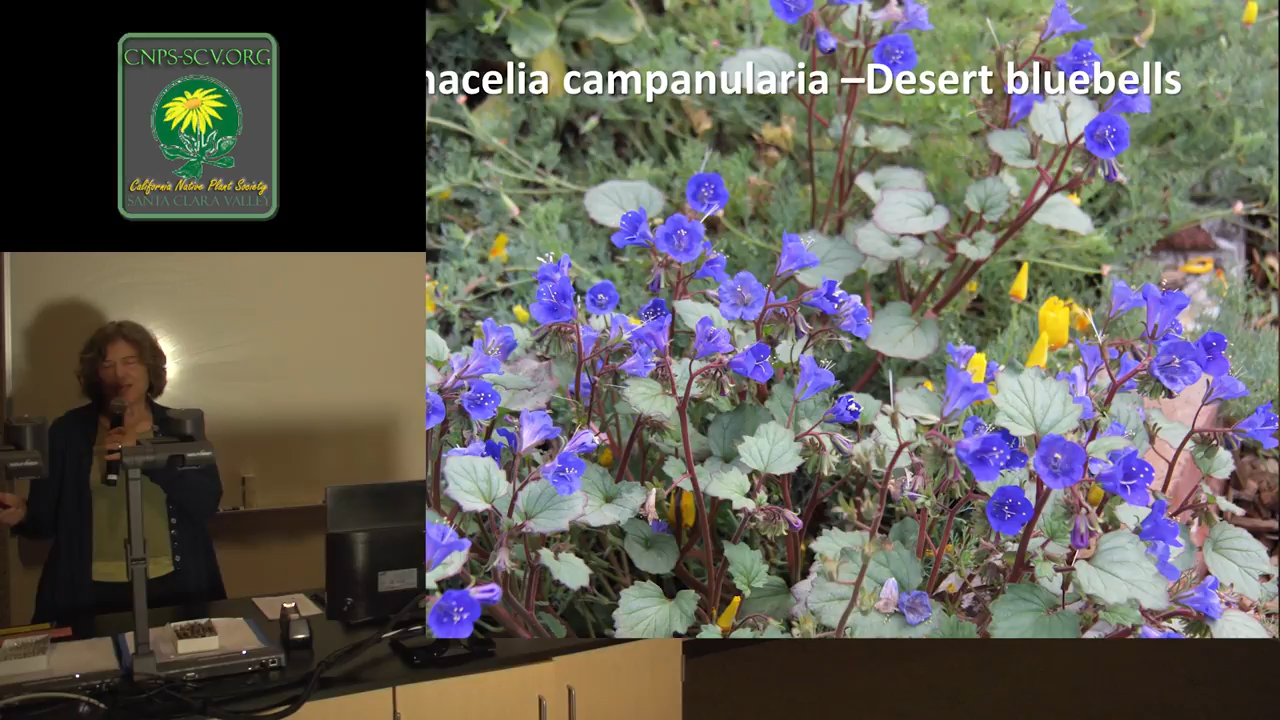 CNPS-SCV.ORG
California Native Plant Society
SANTA CLARA VALLEY
hacelia campanularia –Desert bluebells